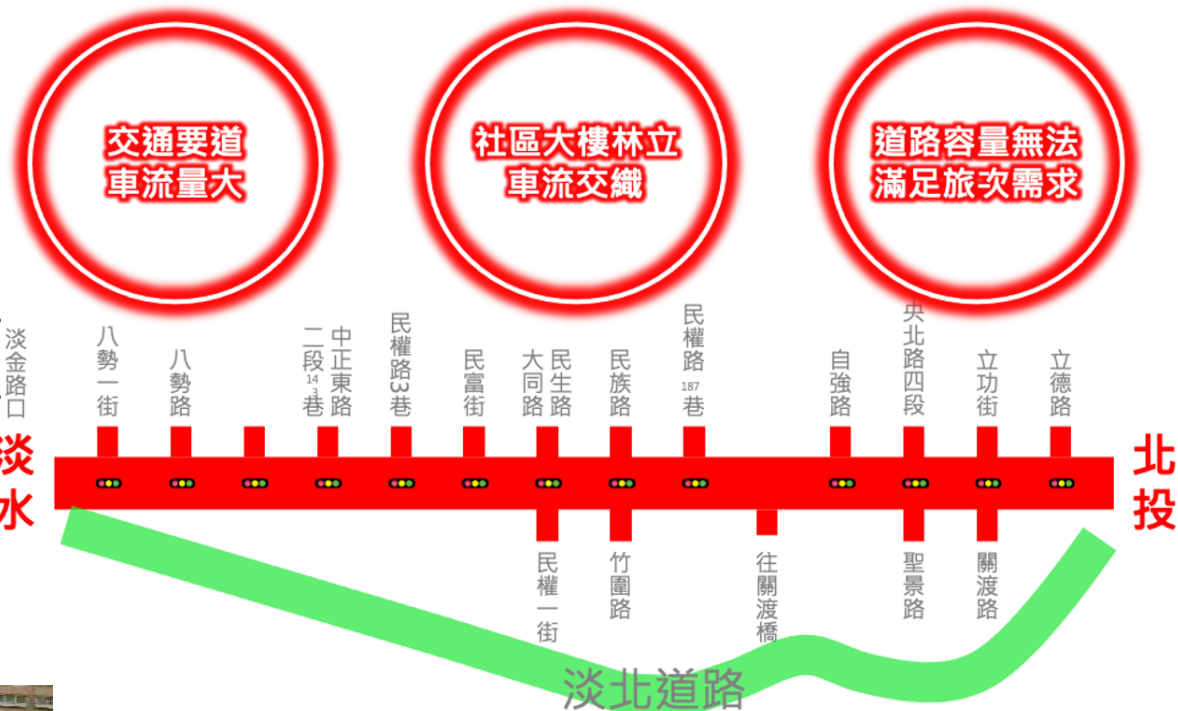 交通要道
車流量大
社區大樓林立
車流交織
道路容量無法
滿足旅次需求
淡金路口
八勢一街
八勢路
中正東路
二段143巷
民權路3巷
民富街
民生路
大同路
民族路
民權路187巷
自強路
央北路四段
立功街
立德路
淡水
北投
民權一街
竹圍路
往關渡橋
聖景路
關渡路
淡北道路